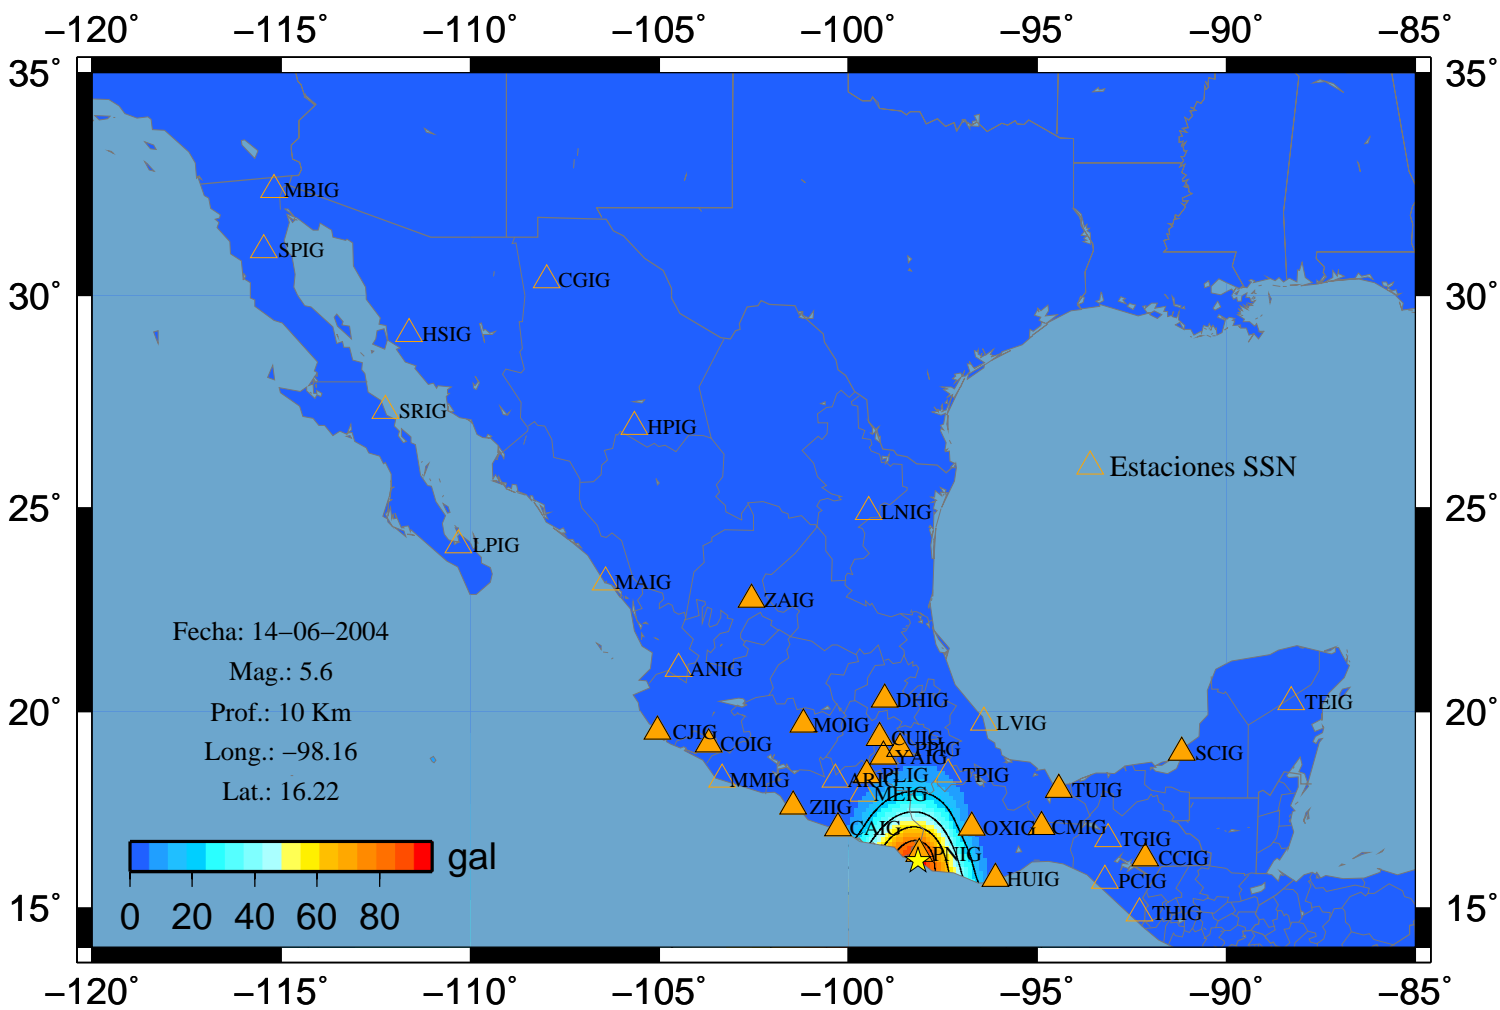 −120° −115° −110° −105° −100° −95° −90° −85°
35° 35°
MBIG
SPIG
CGIG
30° 30°
HSIG
SRIG
HPIG
Estaciones SSN
25° 25°
LNIG
LPIG
MAIG
ZAIG
Fecha: 14−06−2004
Mag.: 5.6
Prof.: 10 Km
Long.: −98.16
Lat.: 16.22
ANIG
DHIG
TEIG
20° 20°
MOIG
LVIG
CJIG
COIG
CUIG
PPIG
YAIG
SCIG
MMIG
ARIG
PLIG
TPIG
MEIG
TUIG
ZIIG
CAIG
OXIG
CMIG
TGIG
PNIG
CCIG
HUIG
PCIG
THIG
gal
0 20 40 60 80
15° 15°
−120° −115° −110° −105° −100° −95° −90° −85°